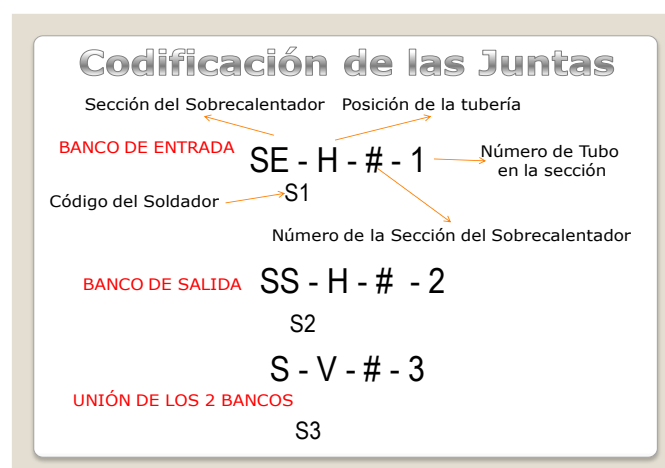 Codificación de las Juntas
Sección del Sobrecalentador Posición de la tubería
BANCO DE ENTRADA SE - H - # - 1 Número de Tubo
en la sección
Código del Soldador S1
Número de la Sección del Sobrecalentador
BANCO DE SALIDA SS - H - # - 2
S2
S - V - # - 3
UNIÓN DE LOS 2 BANCOS
S3